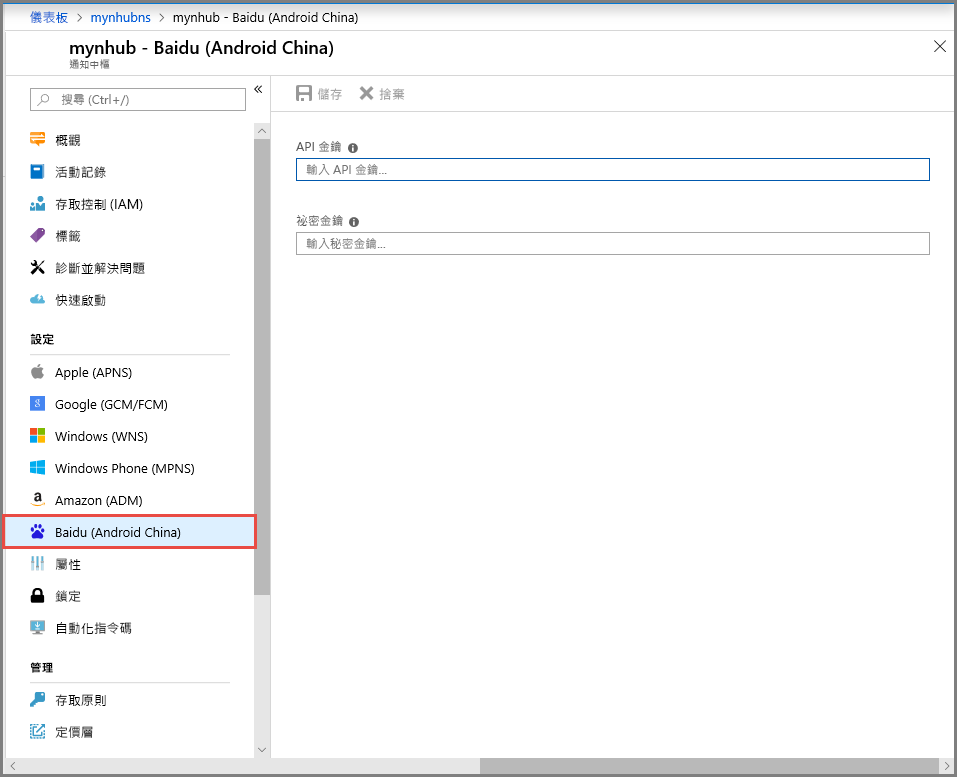 儀表板 > mynhubns > mynhub - Baidu (Android China)
mynhub - Baidu (Android China)
通知中樞
搜尋 (Ctrl+/)
«
儲存
捨棄
概觀
活動記錄
存取控制 (IAM)
標籤
診斷並解決問題
快速啟動
設定
Apple (APNS)
Google (GCM/FCM)
Windows (WNS)
Windows Phone (MPNS)
Amazon (ADM)
Baidu (Android China)
屬性
鎖定
自動化指令碼
管理
存取原則
定價層
API 金鑰
輸入 API 金鑰...
祕密金鑰
輸入秘密金鑰...